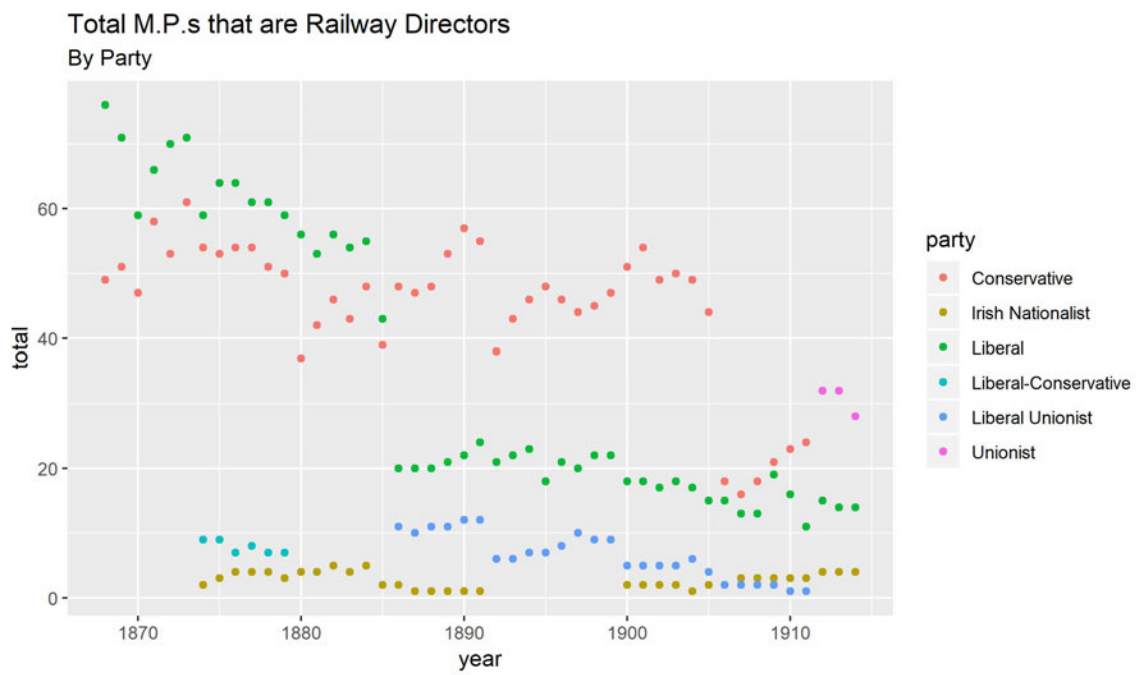 Total M.P.s that are Railway Directors
By Party
total
60
40
20
0
1870 1880 1890 1900 1910
year
party
Conservative
Irish Nationalist
Liberal
Liberal-Conservative
Liberal Unionist
Unionist